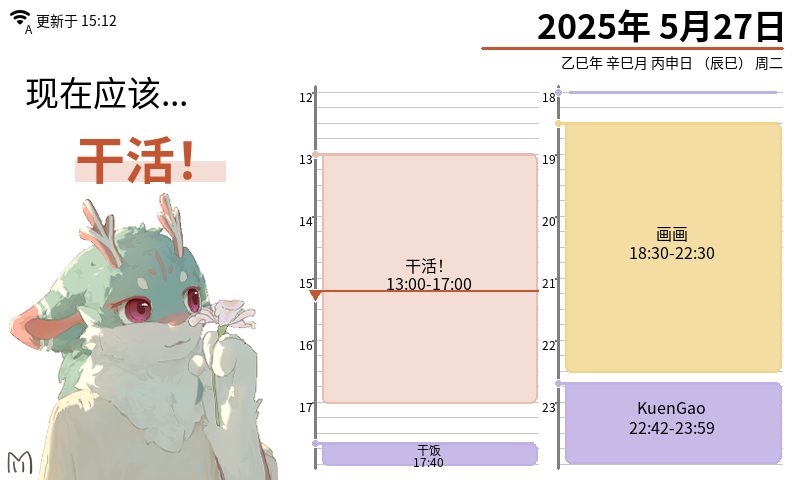 更新于 15:12
A
2025年 5月27日
乙巳年 辛巳月 丙申日 （辰巳） 周二
现在应该...
干活！
12
13
14
15
16
17
干活！
13:00-17:00
干饭
17:40
18
19
20
21
22
23
画画
18:30-22:30
KuenGao
22:42-23:59